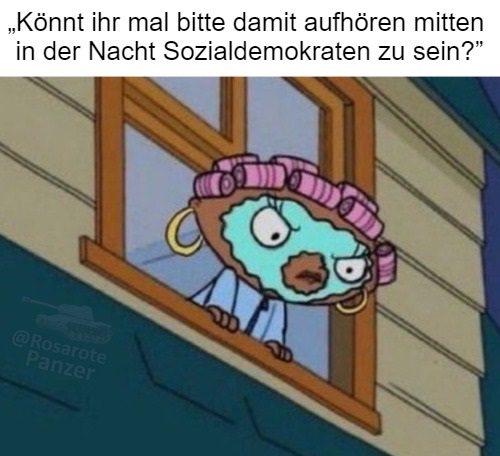 „Könnt ihr mal bitte damit aufhören mitten
in der Nacht Sozialdemokraten zu sein?”
@Rosarote
Panzer